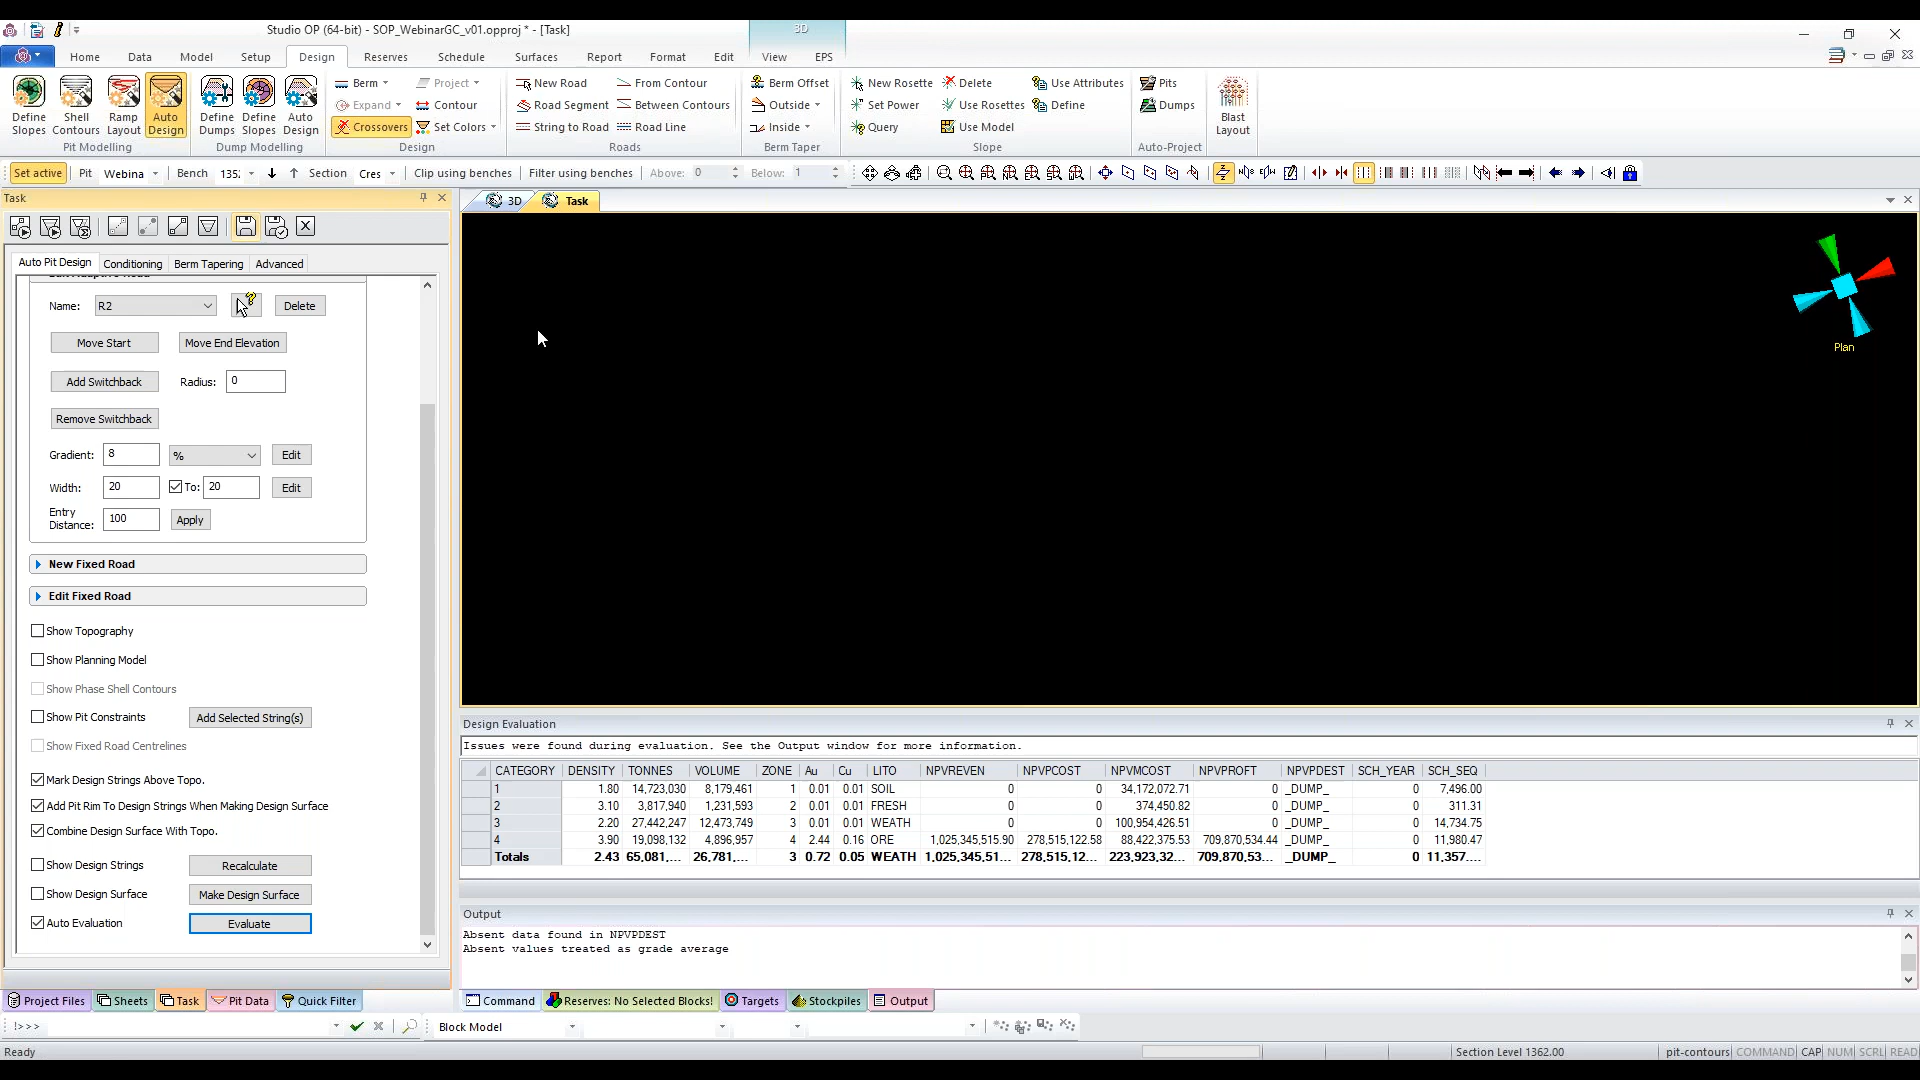 Studio OP (64-bit) - SOP_WebinarGC_v01.opproj * - [Task]
3D
Home Data Model Setup Design Reserves Schedule Surfaces Report Format Edit View EPS
Define Slopes
Shell Contours
Ramp Layout
Auto Design
Pit Modelling
Define Dumps
Define Slopes
Auto Design
Dump Modelling
Berm Project
Expand Contour
Crossovers Set Colors
Design
New Road From Contour
Road Segment Between Contours
String to Road Road Line
Roads
Berm Offset
Outside
Inside
Berm Taper
New Rosette Delete Use Attributes
Set Power Use Rosettes Define
Query Use Model
Slope
Pits
Dumps
Auto-Project
Blast Layout
Set active Pit Webina Bench 135: Section Cres Clip using benches Filter using benches Above: 0 Below: 1
Task
3D Task
Auto Pit Design Conditioning Berm Tapering Advanced
Name: R2 Delete
Move Start Move End Elevation
Add Switchback Radius: 0
Remove Switchback
Gradient: 8 % Edit
Width: 20 To: 20 Edit
Entry Distance: 100 Apply
New Fixed Road
Edit Fixed Road
Show Topography
Show Planning Model
Show Phase Shell Contours
Show Pit Constraints Add Selected String(s)
Show Fixed Road Centrelines
Mark Design Strings Above Topo.
Add Pit Rim To Design Strings When Making Design Surface
Combine Design Surface With Topo.
Show Design Strings Recalculate
Show Design Surface Make Design Surface
Auto Evaluation Evaluate
Plan
Design Evaluation
Issues were found during evaluation. See the Output window for more information.
CATEGORY DENSITY TONNES VOLUME ZONE Au Cu LITO NPVREVEN NPVPCOST NPVMCOST NPVPROFT NPVPDEST SCH_YEAR SCH_SEQ
1 1.80 14,723,030 8,179,461 1 0.01 0.01 SOIL 0 0 34,172,072.71 0 _DUMP_ 0 7,496.00
2 3.10 3,817,940 1,231,593 2 0.01 0.01 FRESH 0 0 374,450.82 0 _DUMP_ 0 311.31
3 2.20 27,442,247 12,473,749 3 0.01 0.01 WEATH 0 0 100,954,426.51 0 _DUMP_ 0 14,734.75
4 3.90 19,098,132 4,896,957 4 2.44 0.16 ORE 1,025,345,515.90 278,515,122.58 88,422,375.53 709,870,534.44 _DUMP_ 0 11,980.47
Totals 2.43 65,081,... 26,781,... 3 0.72 0.05 WEATH 1,025,345,51... 278,515,12... 223,923,32... 709,870,53... _DUMP_ 0 11,357....
Output
Absent data found in NPVPDEST
Absent values treated as grade average
Project Files Sheets Task Pit Data Quick Filter Command Reserves: No Selected Blocks! Targets Stockpiles Output
!>>> Block Model
Ready Section Level 1362.00 pit-contours COMMAND CAP NUM SCRL READ